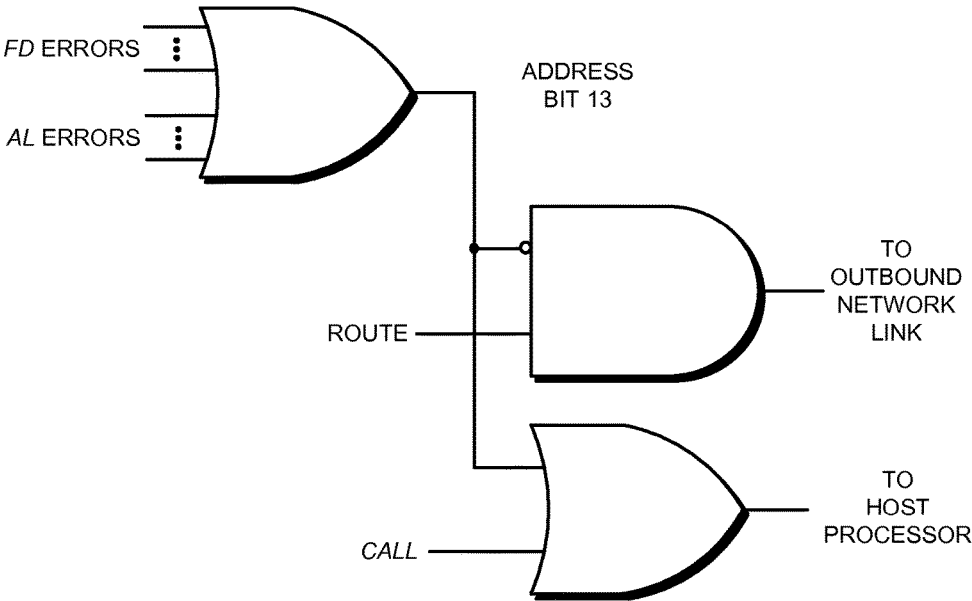 FD ERRORS
AL ERRORS
ADDRESS
BIT 13
TO
OUTBOUND
NETWORK
LINK
ROUTE
TO
HOST
PROCESSOR
CALL